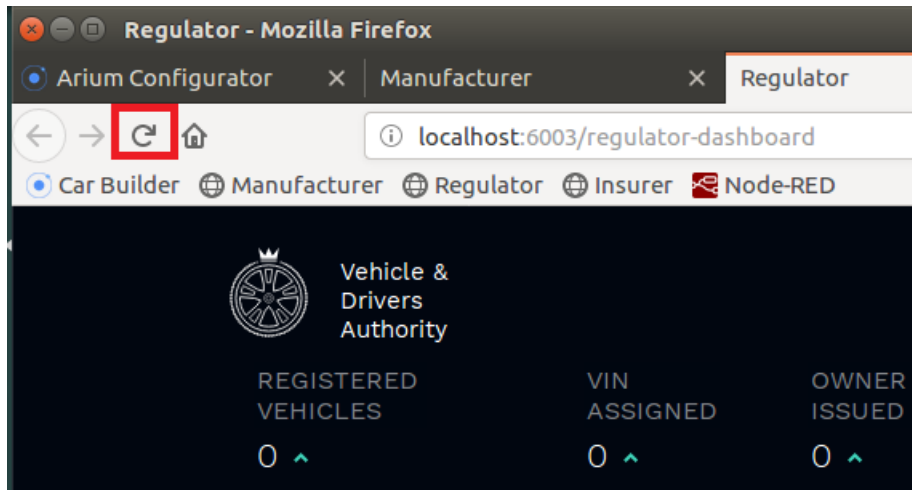 Regulator - Mozilla Firefox
Arium Configurator Manufacturer Regulator
localhost:6003/regulator-dashboard
Car Builder Manufacturer Regulator Insurer Node-RED
Vehicle &
Drivers
Authority
REGISTERED VIN OWNER
VEHICLES ASSIGNED ISSUED
0 0 0